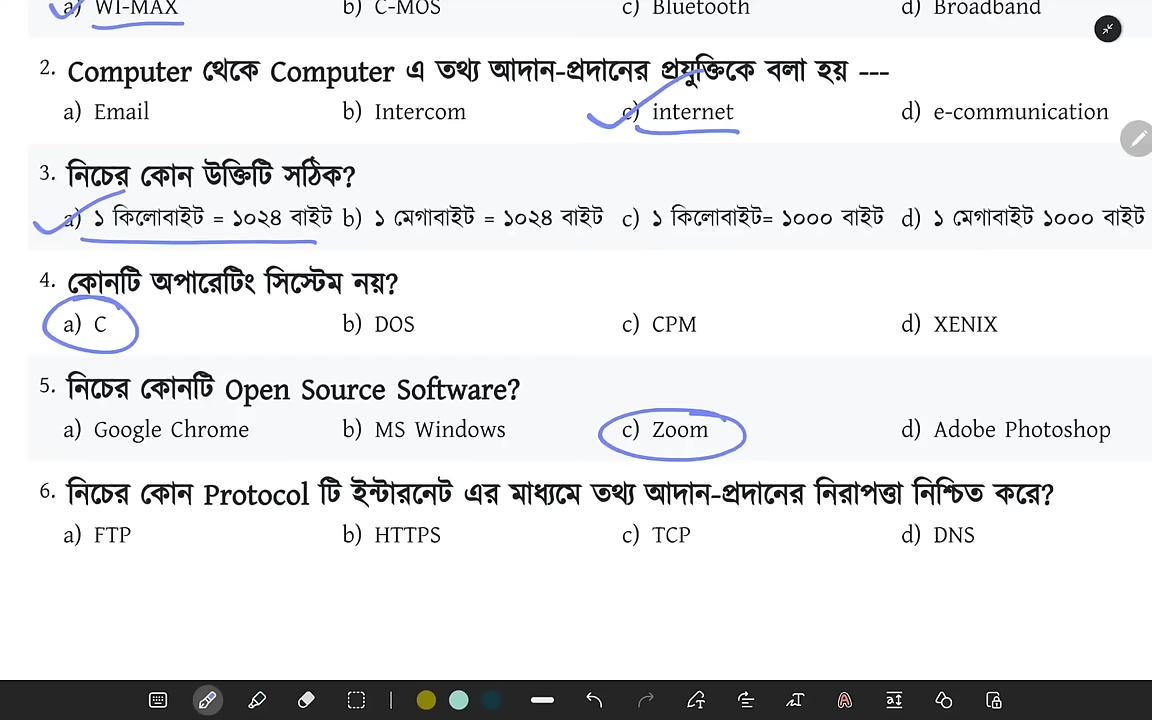 a) WI-MAX b) C-MOS c) Bluetooth d) Broadband
2. Computer থেকে Computer এ তথ্য আদান-প্রদানের প্রযুক্তিকে বলা হয় ---
a) Email b) Intercom c) internet d) e-communication
3. নিচের কোন উক্তিটি সঠিক?
a) ১ কিলোবাইট = ১০২৪ বাইট b) ১ মেগাবাইট = ১০২৪ বাইট c) ১ কিলোবাইট= ১০০০ বাইট d) ১ মেগাবাইট ১০০০ বাইট
4. কোনটি অপারেটিং সিস্টেম নয়?
a) C b) DOS c) CPM d) XENIX
5. নিচের কোনটি Open Source Software?
a) Google Chrome b) MS Windows c) Zoom d) Adobe Photoshop
6. নিচের কোন Protocol টি ইন্টারনেট এর মাধ্যমে তথ্য আদান-প্রদানের নিরাপত্তা নিশ্চিত করে?
a) FTP b) HTTPS c) TCP d) DNS